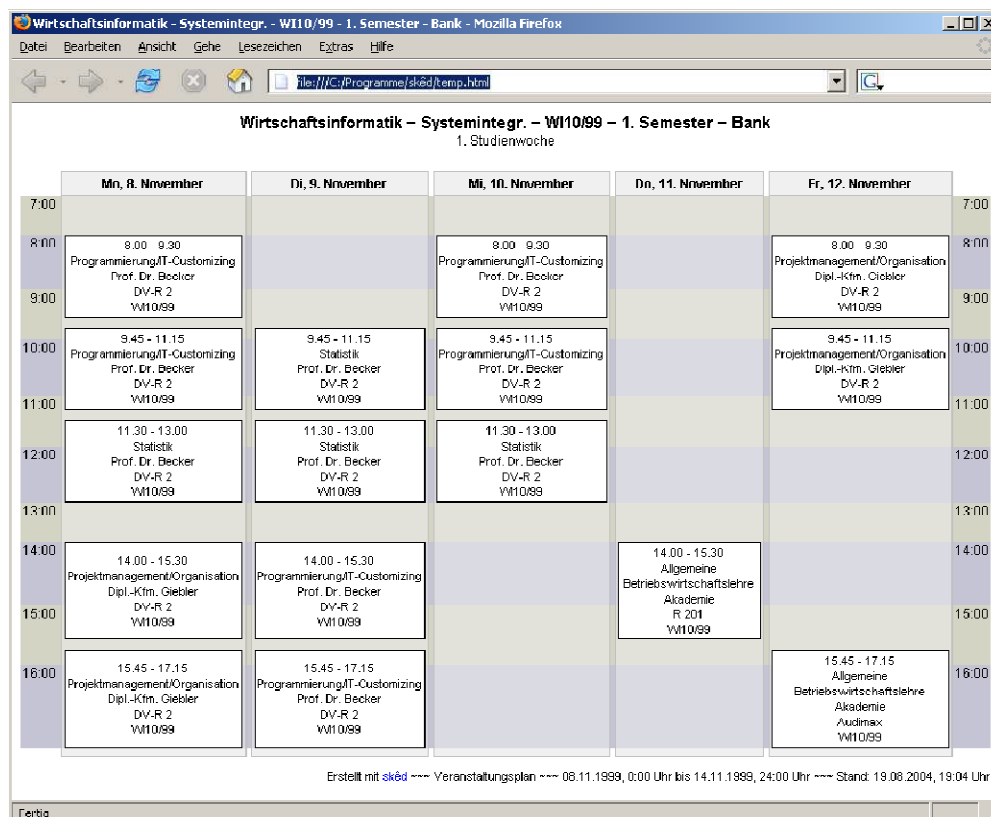 Wirtschaftsinformatik - Systemintegr. - WI10/99 - 1. Semester - Bank - Mozilla Firefox
Datei Bearbeiten Ansicht Gehe Lesezeichen Extras Hilfe
file:///C:/Programme/skêd/temp.html
G
Wirtschaftsinformatik – Systemintegr. – WI10/99 – 1. Semester – Bank
1. Studienwoche
Mo, 8. November Di, 9. November Mi, 10. November Do, 11. November Fr, 12. November
7:00 7:00
8:00 8:00
9:00 9:00
10:00 10:00
11:00 11:00
12:00 12:00
13:00 13:00
14:00 14:00
15:00 15:00
16:00 16:00
8.00 - 9.30
Programmierung/IT-Customizing
Prof. Dr. Becker
DV-R 2
WI10/99
9.45 - 11.15
Programmierung/IT-Customizing
Prof. Dr. Becker
DV-R 2
WI10/99
11.30 - 13.00
Statistik
Prof. Dr. Becker
DV-R 2
WI10/99
14.00 - 15.30
Projektmanagement/Organisation
Dipl.-Kfm. Giebler
DV-R 2
WI10/99
15.45 - 17.15
Projektmanagement/Organisation
Dipl.-Kfm. Giebler
DV-R 2
WI10/99
9.45 - 11.15
Statistik
Prof. Dr. Becker
DV-R 2
WI10/99
11.30 - 13.00
Statistik
Prof. Dr. Becker
DV-R 2
WI10/99
14.00 - 15.30
Programmierung/IT-Customizing
Prof. Dr. Becker
DV-R 2
WI10/99
15.45 - 17.15
Programmierung/IT-Customizing
Prof. Dr. Becker
DV-R 2
WI10/99
8.00 - 9.30
Programmierung/IT-Customizing
Prof. Dr. Becker
DV-R 2
WI10/99
9.45 - 11.15
Programmierung/IT-Customizing
Prof. Dr. Becker
DV-R 2
WI10/99
11.30 - 13.00
Statistik
Prof. Dr. Becker
DV-R 2
WI10/99
14.00 - 15.30
Allgemeine
Betriebswirtschaftslehre
Akademie
R 201
WI10/99
8.00 - 9.30
Projektmanagement/Organisation
Dipl.-Kfm. Giebler
DV-R 2
WI10/99
9.45 - 11.15
Projektmanagement/Organisation
Dipl.-Kfm. Giebler
DV-R 2
WI10/99
15.45 - 17.15
Allgemeine
Betriebswirtschaftslehre
Akademie
Audimax
WI10/99
Erstellt mit skêd ~~~ Veranstaltungsplan ~~~ 08.11.1999, 0:00 Uhr bis 14.11.1999, 24:00 Uhr ~~~ Stand: 19.08.2004, 19:04 Uhr
Fertig